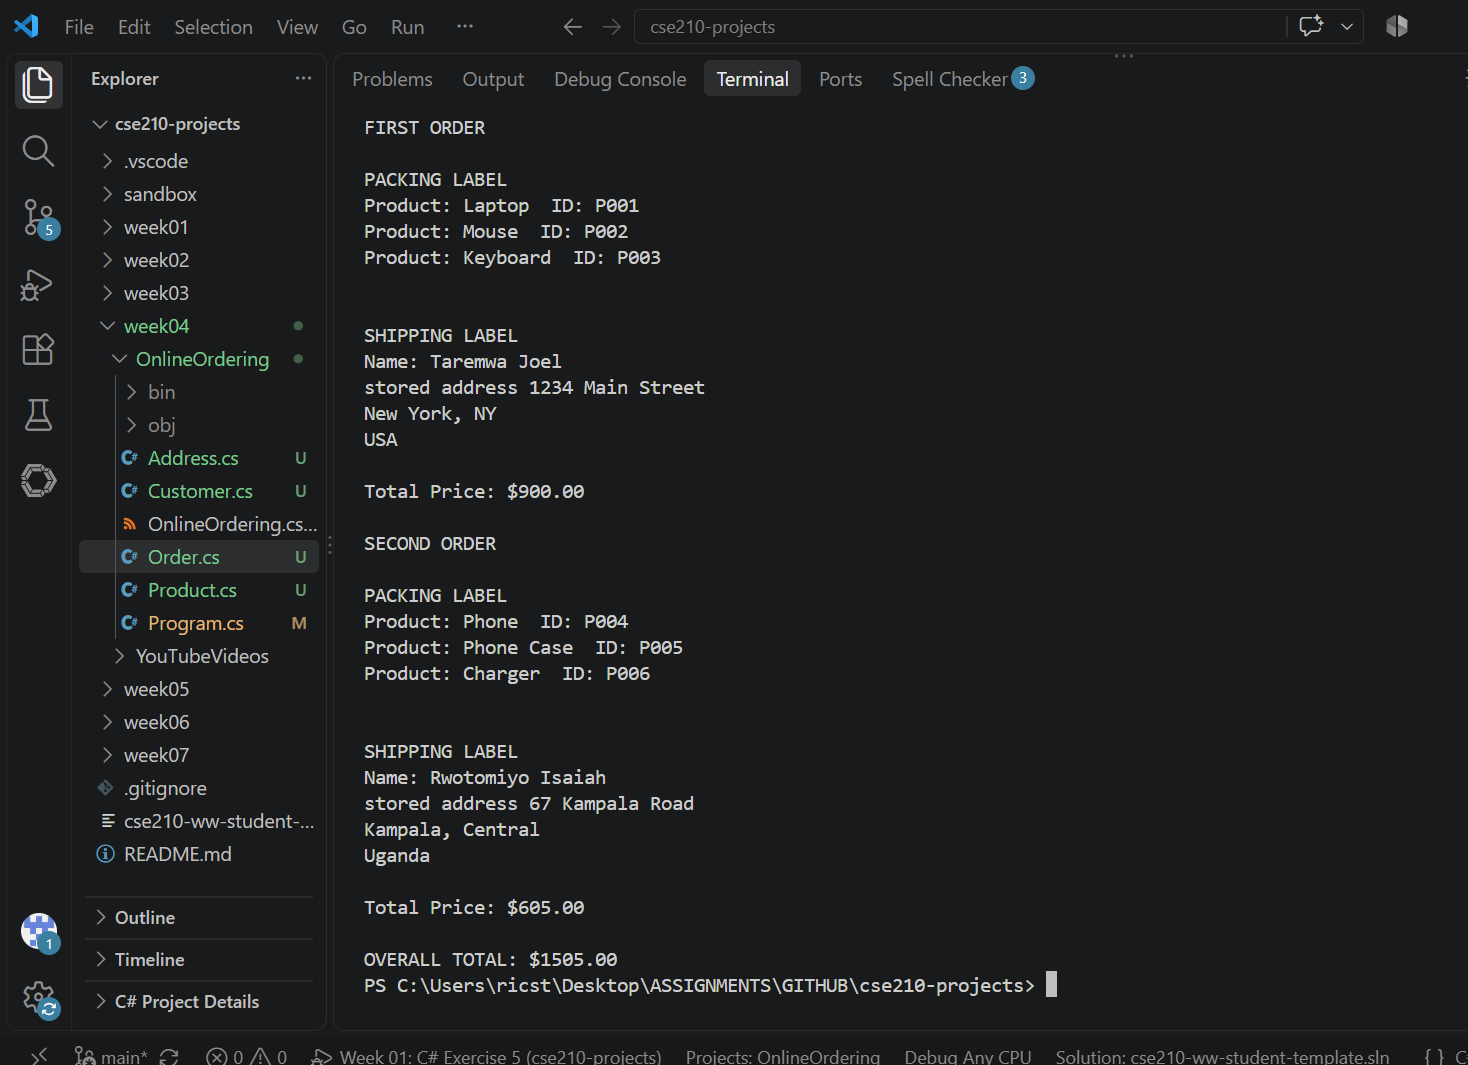 File Edit Selection View Go Run ...
cse210-projects
Explorer ...
cse210-projects
.vscode
sandbox
week01
week02
week03
week04
OnlineOrdering
bin
obj
Address.cs U
Customer.cs U
OnlineOrdering.cs...
Order.cs U
Product.cs U
Program.cs M
YouTubeVideos
week05
week06
week07
.gitignore
cse210-ww-student-...
README.md
Outline
Timeline
C# Project Details
5
1
Problems Output Debug Console Terminal Ports Spell Checker 3
FIRST ORDER
PACKING LABEL
Product: Laptop  ID: P001
Product: Mouse  ID: P002
Product: Keyboard  ID: P003
SHIPPING LABEL
Name: Taremwa Joel
stored address 1234 Main Street
New York, NY
USA
Total Price: $900.00
SECOND ORDER
PACKING LABEL
Product: Phone  ID: P004
Product: Phone Case  ID: P005
Product: Charger  ID: P006
SHIPPING LABEL
Name: Rwotomiyo Isaiah
stored address 67 Kampala Road
Kampala, Central
Uganda
Total Price: $605.00
OVERALL TOTAL: $1505.00
PS C:\Users\ricst\Desktop\ASSIGNMENTS\GITHUB\cse210-projects>
main* 0 0 Week 01: C# Exercise 5 (cse210-projects) Projects: OnlineOrdering Debug Any CPU Solution: cse210-ww-student-template.sln { } C